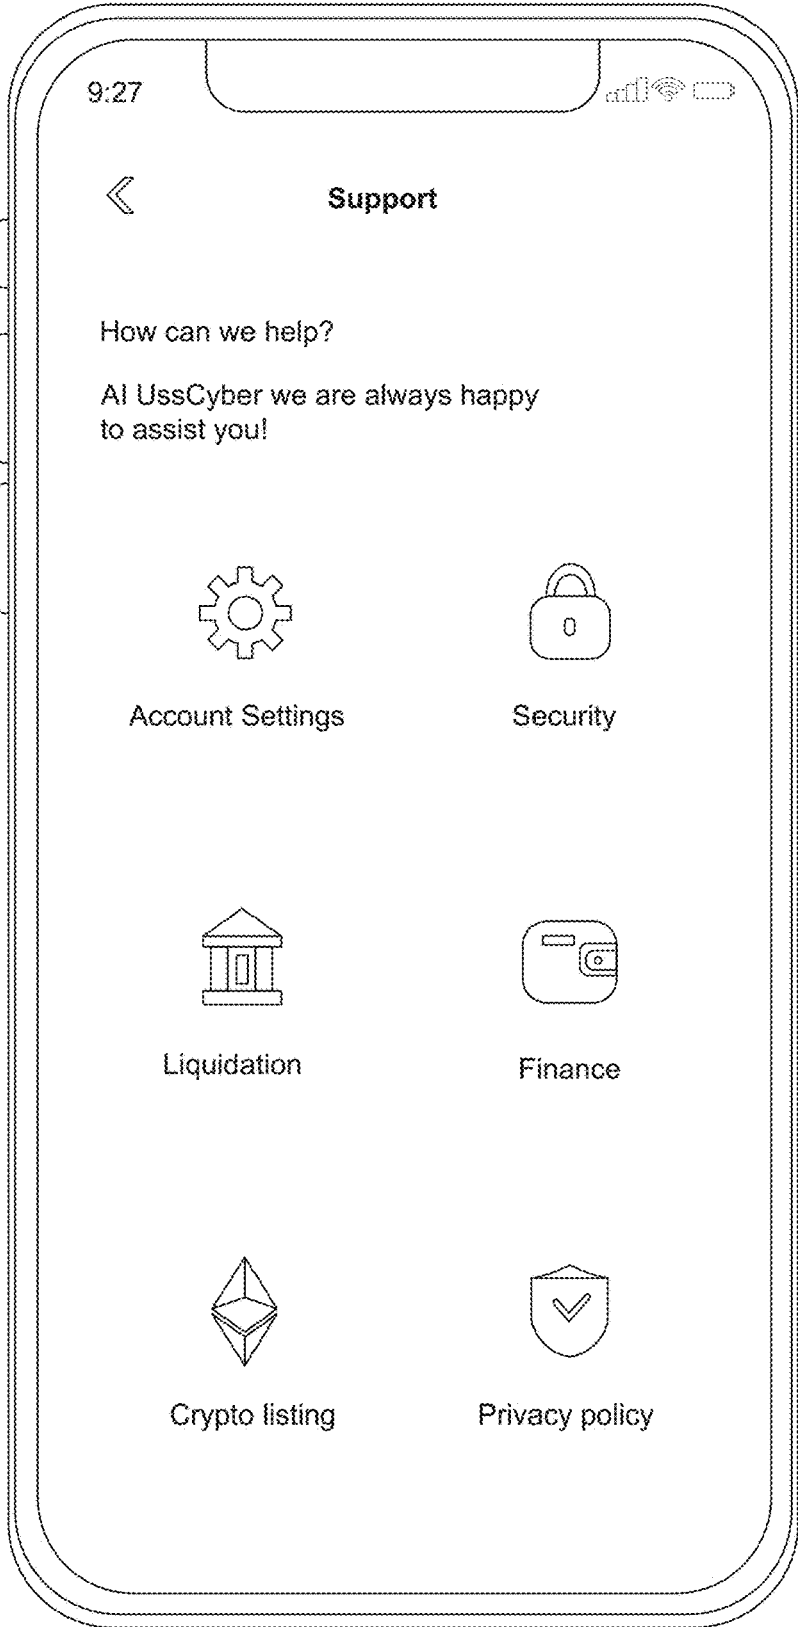 9:27
Support
How can we help?
AI UssCyber we are always happy
to assist you!
Account Settings
Security
Liquidation
Finance
Crypto listing
Privacy policy